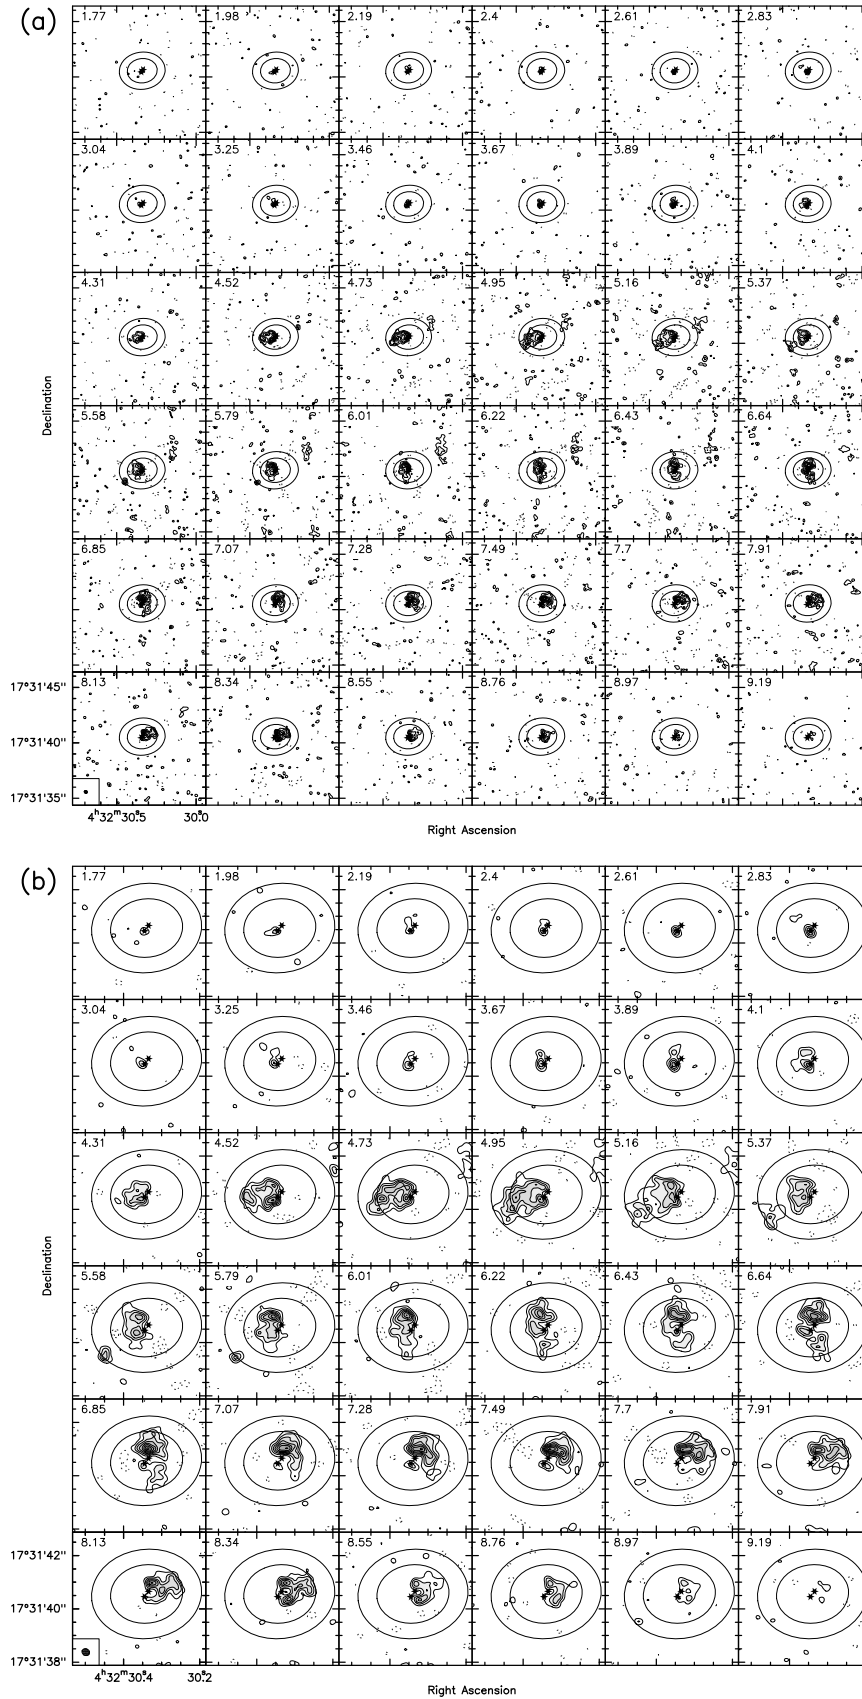 (a)
1.77 1.98 2.19 2.4 2.61 2.83
3.04 3.25 3.46 3.67 3.89 4.1
4.31 4.52 4.73 4.95 5.16 5.37
Declination
5.58 5.79 6.01 6.22 6.43 6.64
6.85 7.07 7.28 7.49 7.7 7.91
17°31'45"
8.13 8.34 8.55 8.76 8.97 9.19
17°31'40"
17°31'35"
4h32m30s.5 30s.0
Right Ascension
(b)
1.77 1.98 2.19 2.4 2.61 2.83
3.04 3.25 3.46 3.67 3.89 4.1
4.31 4.52 4.73 4.95 5.16 5.37
Declination
5.58 5.79 6.01 6.22 6.43 6.64
6.85 7.07 7.28 7.49 7.7 7.91
8.13 8.34 8.55 8.76 8.97 9.19
17°31'42"
17°31'40"
17°31'38"
4h32m30s.4 30s.2
Right Ascension